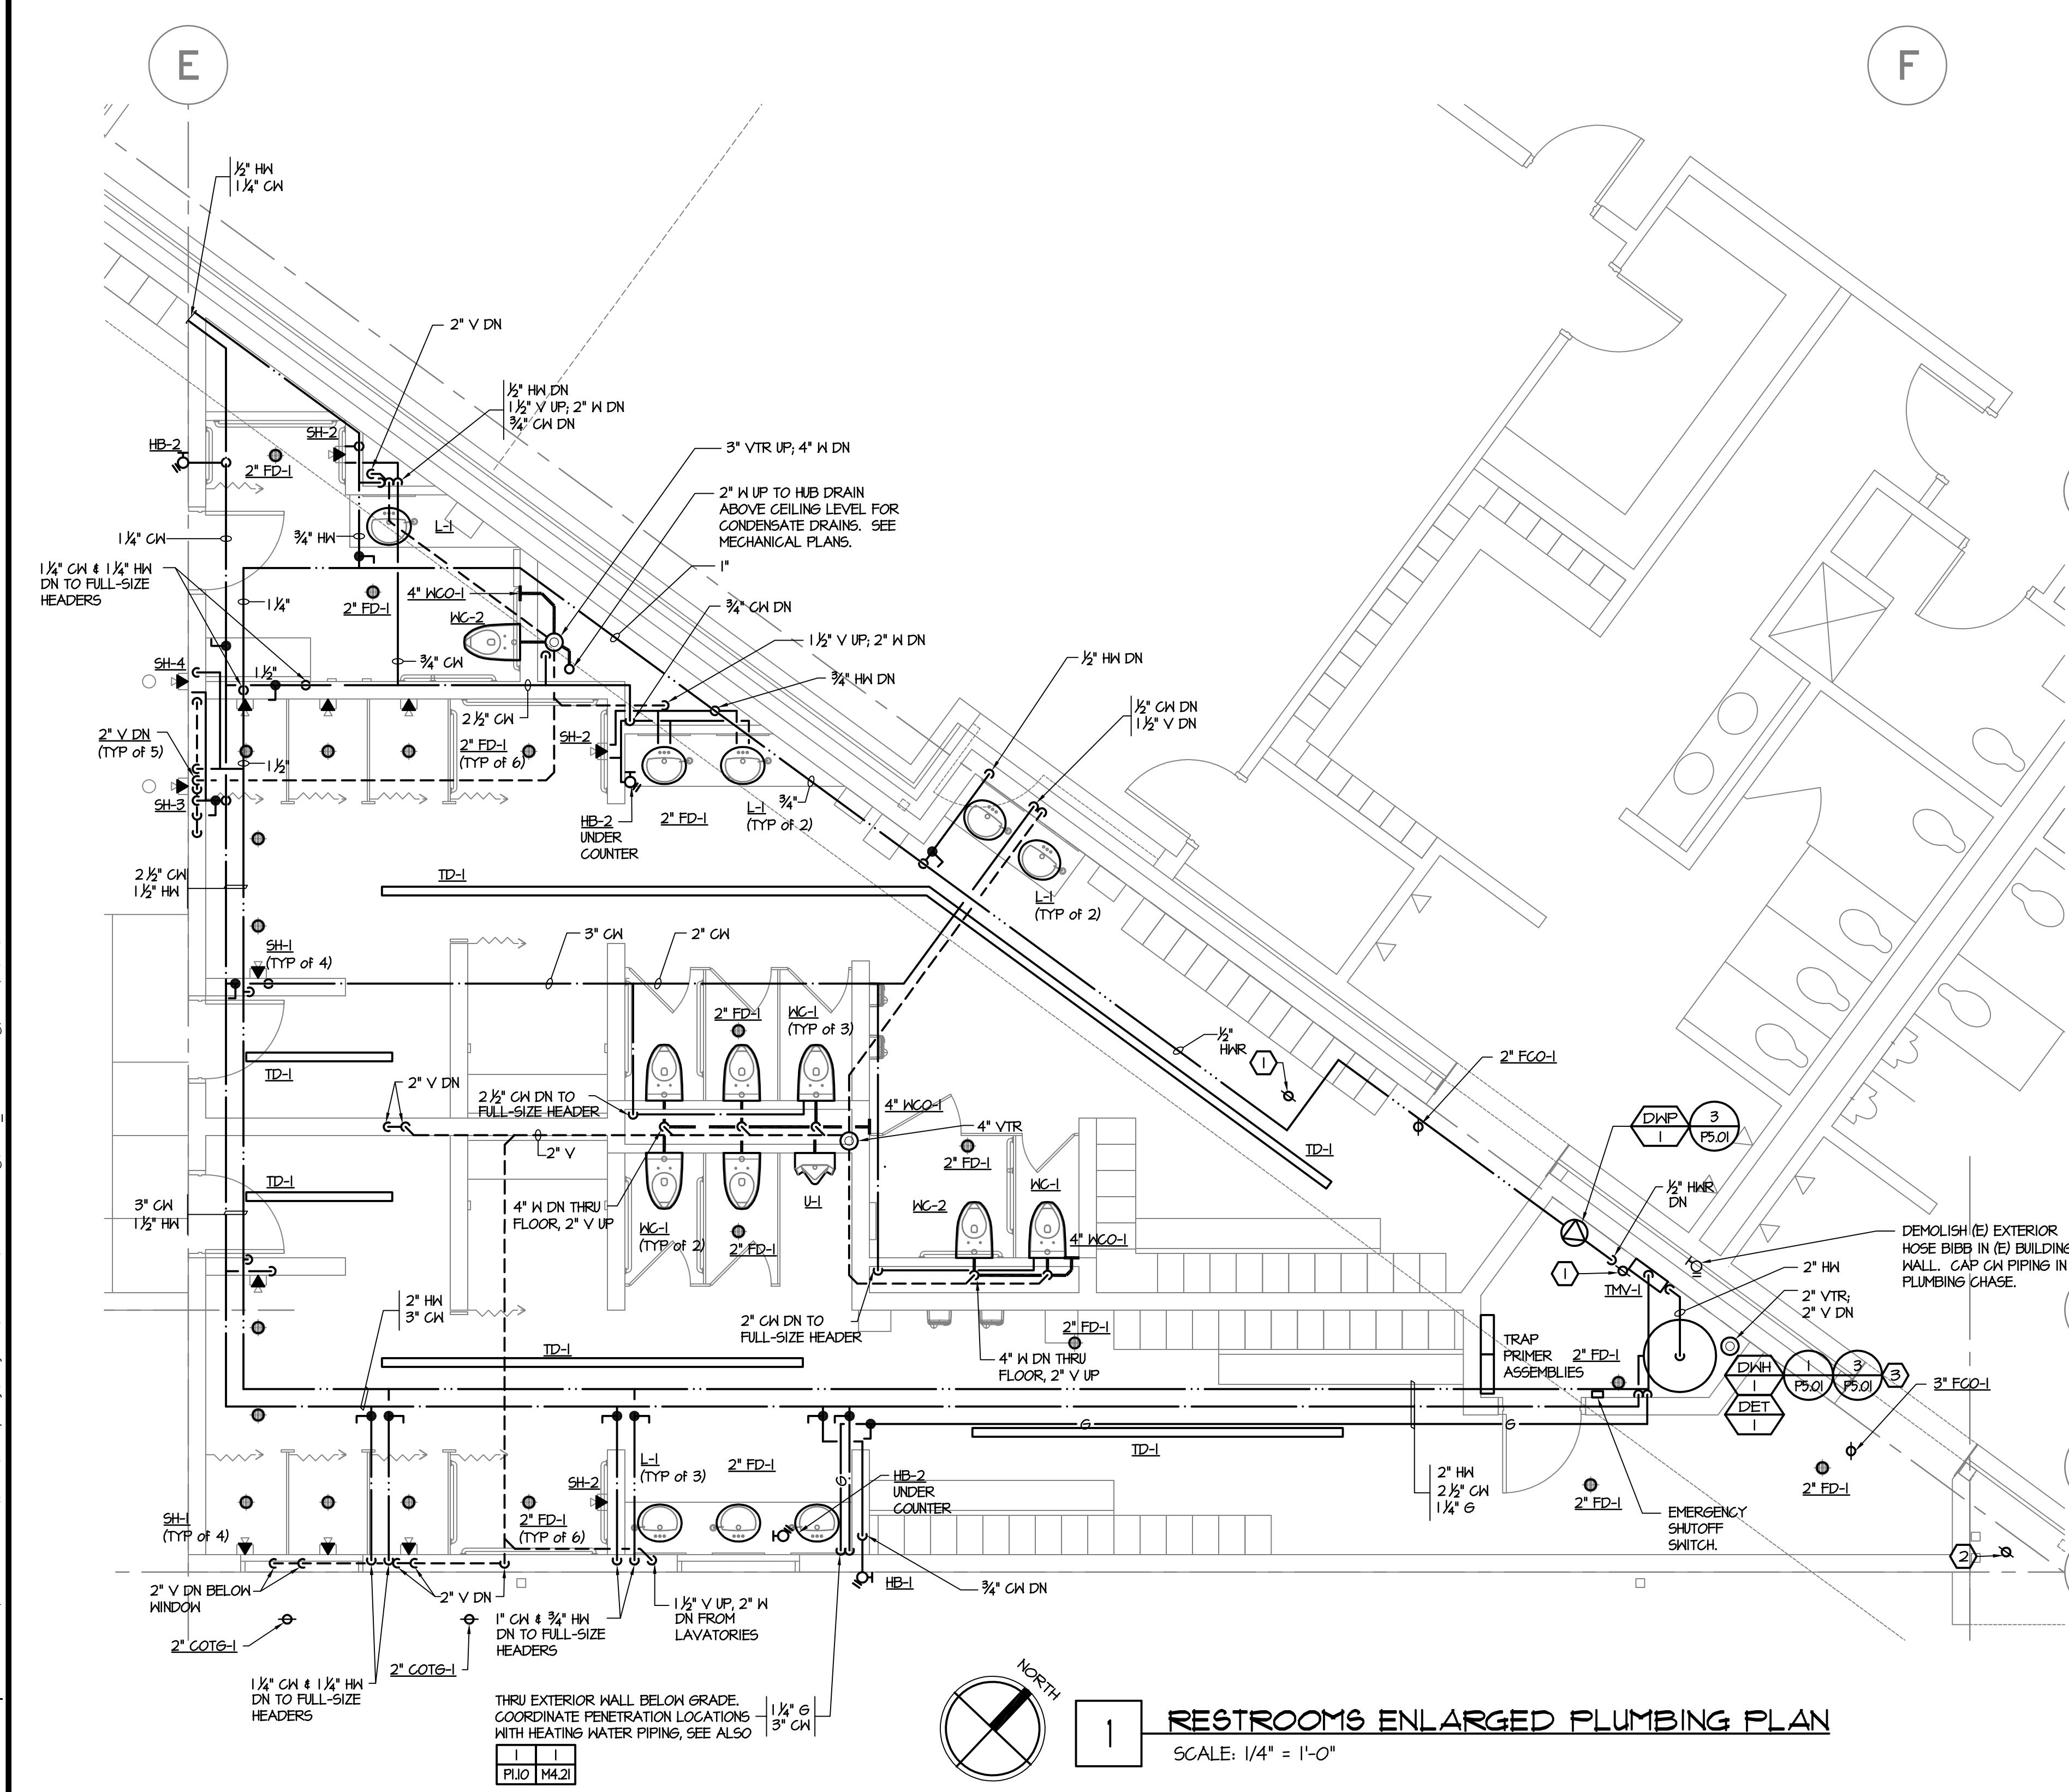 E
F
½" HW
1¼" CW
2" V DN
½" HW DN
1½" V UP; 2" W DN
¾" CW DN
SH-2
HB-2
2" FD-1
3" VTR UP; 4" W DN
2" W UP TO HUB DRAIN
ABOVE CEILING LEVEL FOR
CONDENSATE DRAINS. SEE
MECHANICAL PLANS.
L-1
1¼" CW
¾" HW
1"
1¼" CW & 1¼" HW
DN TO FULL-SIZE
HEADERS
1¼"
2" FD-1
4" WCO-1
WC-2
¾" CW DN
1½" V UP; 2" W DN
½" HW DN
SH-4
1½"
¾" CW
¾" HW DN
½" CW DN
1½" V DN
2½" CW
2" V DN
(TYP of 5)
1½"
2" FD-1
(TYP of 6)
SH-2
SH-3
HB-2
UNDER
COUNTER
2" FD-1
L-1
(TYP of 2)
¾"
2½" CW
1½" HW
TD-1
L-1
(TYP of 2)
SH-1
(TYP of 4)
3" CW
2" CW
2" FD-1
WC-1
(TYP of 3)
½"
HWR
1
2" FCO-1
TD-1
2" V DN
2½" CW DN TO
FULL-SIZE HEADER
4" WCO-1
4" VTR
DWP
1
3
P5.01
2" V
2" FD-1
TD-1
TD-1
3" CW
1½" HW
4" W DN THRU
FLOOR, 2" V UP
WC-1
(TYP of 2)
2" FD-1
U-1
WC-2
WC-1
4" WCO-1
½" HWR
DN
1
TMV-1
DEMOLISH (E) EXTERIOR
HOSE BIBB IN (E) BUILDING
WALL. CAP CW PIPING IN
PLUMBING CHASE.
2" HW
2" VTR;
2" V DN
2" HW
3" CW
2" CW DN TO
FULL-SIZE HEADER
2" FD-1
TD-1
4" W DN THRU
FLOOR, 2" V UP
TRAP
PRIMER
ASSEMBLIES
2" FD-1
DWH
1
1
P5.01
3
P5.01
3
DET
1
3" FCO-1
G
G
TD-1
L-1
(TYP of 3)
2" FD-1
SH-2
G
HB-2
UNDER
COUNTER
2" HW
2½" CW
1¼" G
2" FD-1
2" FD-1
SH-1
(TYP of 4)
2" FD-1
(TYP of 6)
EMERGENCY
SHUTOFF
SWITCH.
2
2" V DN BELOW
WINDOW
2" V DN
HB-1
¾" CW DN
2" COTG-1
2" COTG-1
1" CW & ¾" HW
DN TO FULL-SIZE
HEADERS
1½" V UP, 2" W
DN FROM
LAVATORIES
1¼" CW & 1¼" HW
DN TO FULL-SIZE
HEADERS
THRU EXTERIOR WALL BELOW GRADE.
COORDINATE PENETRATION LOCATIONS
WITH HEATING WATER PIPING, SEE ALSO
1¼" G
3" CW
1
1
P1.10
M4.21
NORTH
1
RESTROOMS ENLARGED PLUMBING PLAN
SCALE: 1/4" = 1'-0"